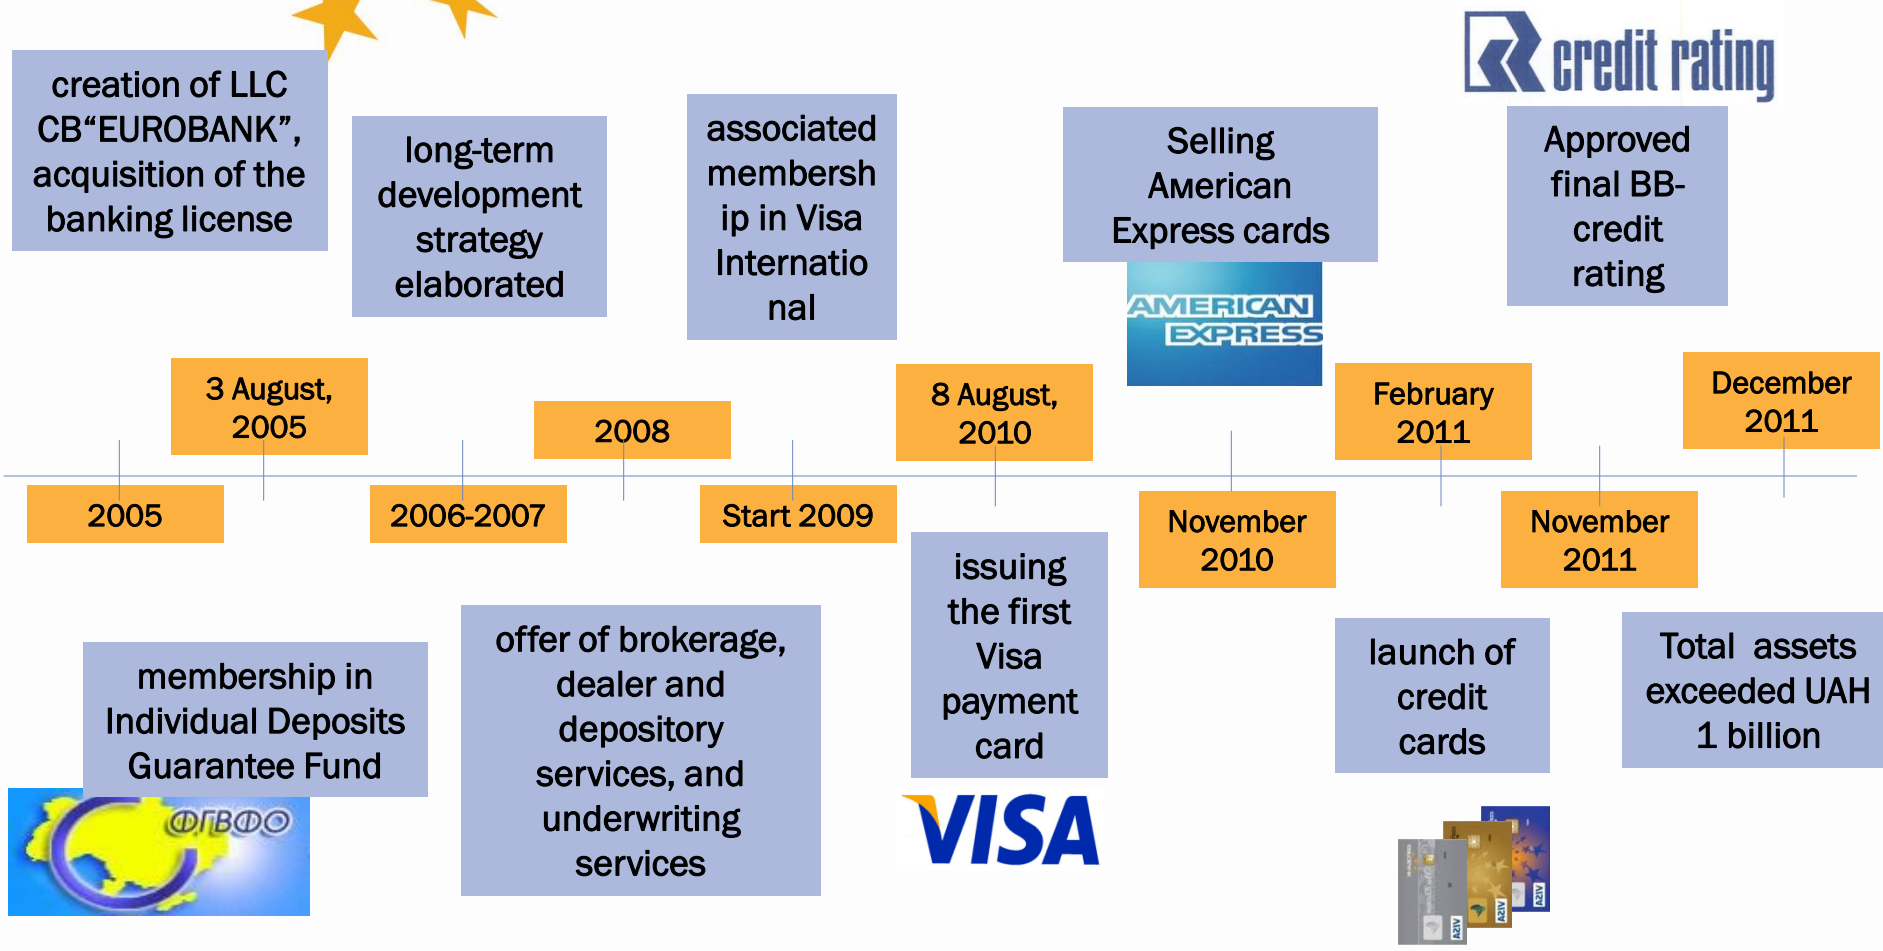 credit rating
creation of LLC
CB“EUROBANK”,
acquisition of the
banking license
long-term
development
strategy
elaborated
associated
membersh
ip in Visa
Internatio
nal
Selling
Aмerican
Express cards
AMERICAN
EXPRESS
Approved
final BB-
credit
rating
3 August,
2005
2008
8 August,
2010
February
2011
December
2011
2005
2006-2007
Start 2009
November
2010
November
2011
membership in
Individual Deposits
Guarantee Fund
ФГВФО
offer of brokerage,
dealer and
depository
services, and
underwriting
services
issuing
the first
Visa
payment
card
VISA
launch of
credit
cards
VISA
VISA
VISA
Total assets
exceeded UAH
1 billion